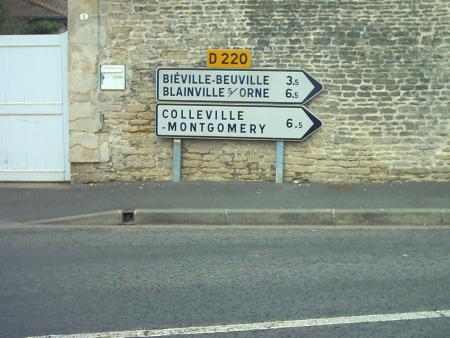 D 220
BIÉVILLE-BEUVILLE 3.5
BLAINVILLE S/ ORNE 6.5
COLLEVILLE
-MONTGOMERY 6.5